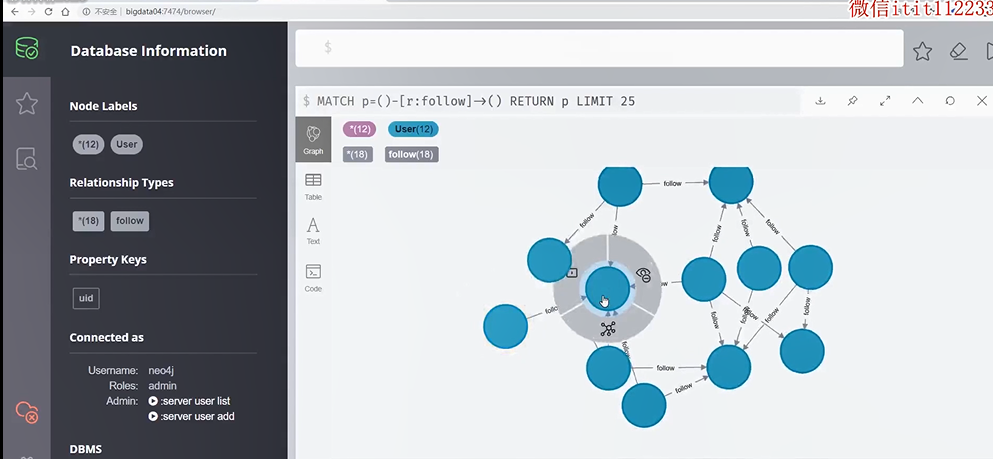 微信itit112233
不安全 | bigdata04:7474/browser/
Database Information
$
$ MATCH p=()-[r:follow]->() RETURN p LIMIT 25
Node Labels
*(12) User
Relationship Types
*(18) follow
Property Keys
uid
Connected as
Username: neo4j
Roles: admin
Admin: :server user list
:server user add
DBMS
Graph
Table
Text
Code
*(12) User(12)
*(18) follow(18)
follow
follow
follow
follow
follow
follow
follow
follow
follow
follow
follow
follow